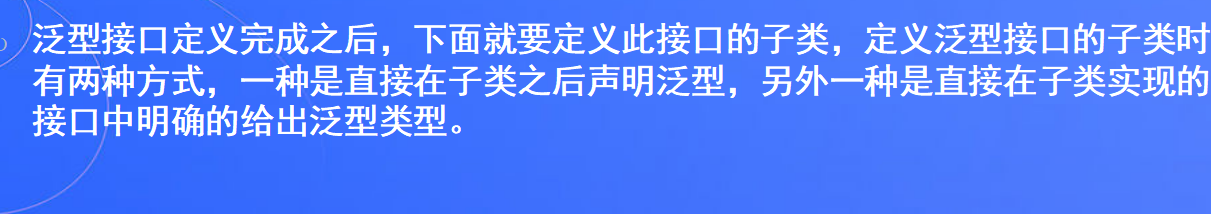 泛型接口定义完成之后，下面就要定义此接口的子类，定义泛型接口的子类时
有两种方式，一种是直接在子类之后声明泛型，另外一种是直接在子类实现的
接口中明确的给出泛型类型。